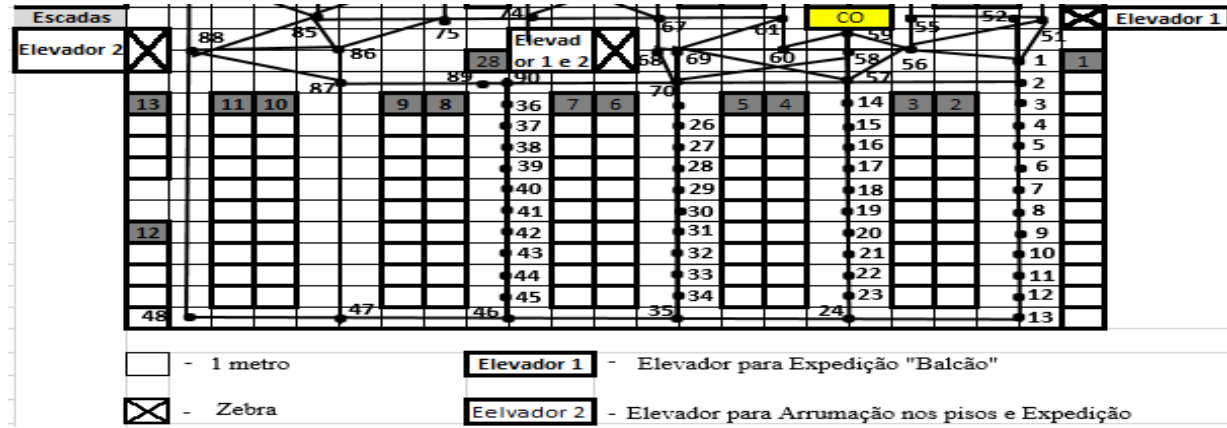 Escadas 85 75 74 67 61 CO 59 55 52 51 Elevador 1
Elevador 2 88 86 28 Elevad
or 1 e 2 68 69 60 58 56 1 1
87 89 90 70 57 2
13 11 10 9 8 36 7 6 5 4 14 3 2 3
37 26 15 4
38 27 16 5
39 28 17 6
40 29 18 7
41 30 19 8
12 42 31 20 9
43 32 21 10
44 33 22 11
45 34 23 12
48 47 46 35 24 13
- 1 metro Elevador 1 - Elevador para Expedição "Balcão"
- Zebra Eelvador 2 - Elevador para Arrumação nos pisos e Expedição